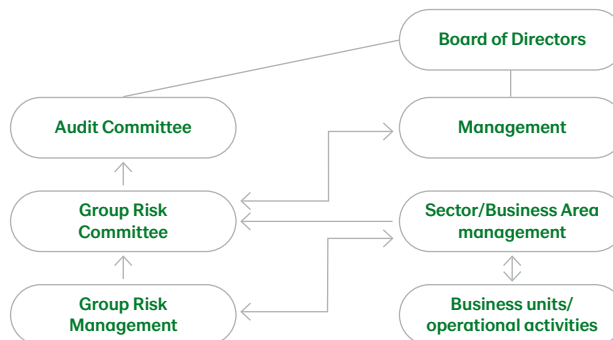 Board of Directors
Audit Committee
Management
Group Risk
Committee
Sector/Business Area
management
Group Risk
Management
Business units/
operational activities